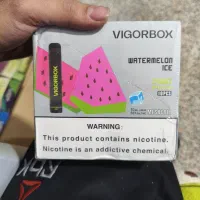 VIGORBOX
WATERMELON
ICE
VIGORBOX
WARNING:
This product contains nicotine.
Nicotine is an addictive chemical.